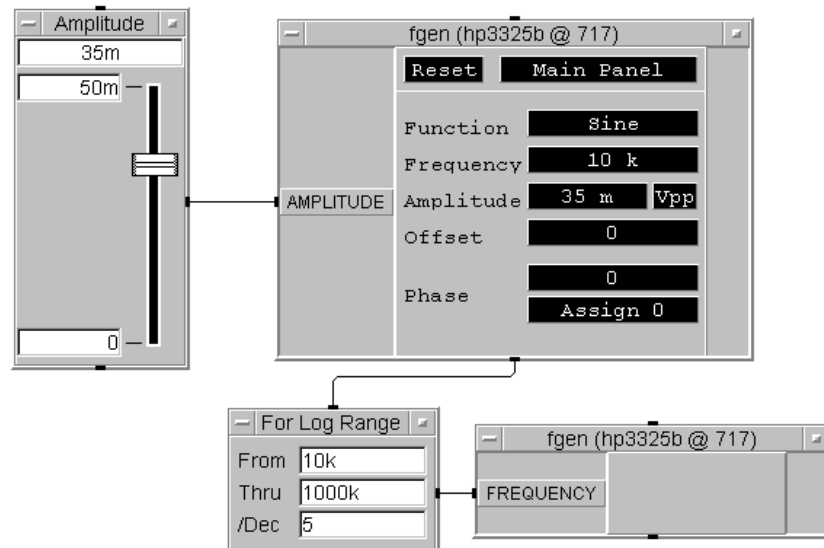 Amplitude
35m
50m
0
fgen (hp3325b @ 717)
Reset Main Panel
Function Sine
Frequency 10 k
AMPLITUDE Amplitude 35 m Vpp
Offset 0
Phase 0
Assign 0
For Log Range
From 10k
Thru 1000k
/Dec 5
fgen (hp3325b @ 717)
FREQUENCY